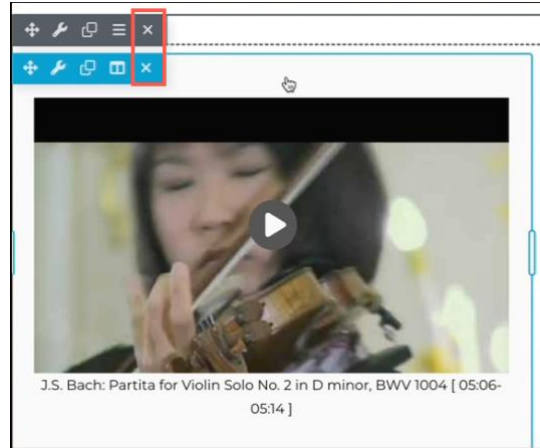 J.S. Bach: Partita for Violin Solo No. 2 in D minor, BWV 1004 [ 05:06-
05:14 ]